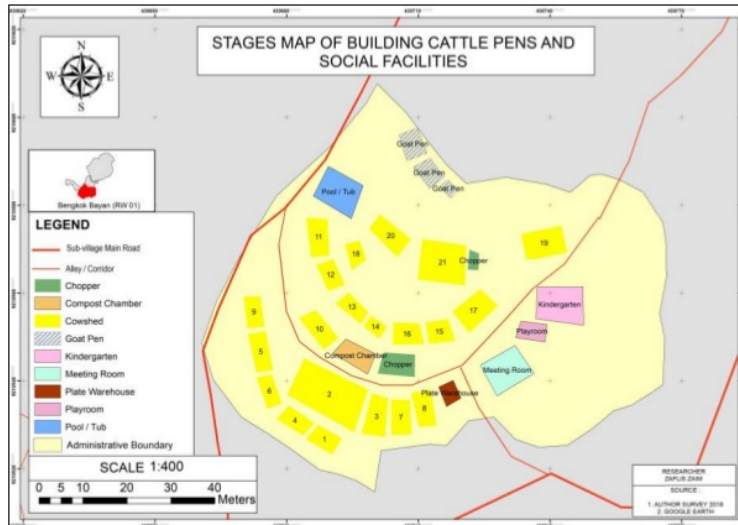 STAGES MAP OF BUILDING CATTLE PENS AND
SOCIAL FACILITIES
N
W E
S
Bengkok Bayan (RW 01)
LEGEND
Sub-village Main Road
Alley / Corridor
Chopper
Compost Chamber
Cowshed
Goat Pen
Kindergarten
Meeting Room
Plate Warehouse
Playroom
Pool / Tub
Administrative Boundary
SCALE 1:400
0 5 10 20 30 40
Meters
Goat Pen
Goat Pen
Goat Pen
Pool / Tub
11
20
18
21
Chopper
19
12
13
14
10
16
15
17
Kindergarten
Playroom
9
5
6
Compost Chamber
Chopper
Meeting Room
2
Plate Warehouse
3
7
8
4
1
RESEARCHER
ZAFLIS ZAIM
SOURCE :
1. AUTHOR SURVEY 2018
2. GOOGLE EARTH